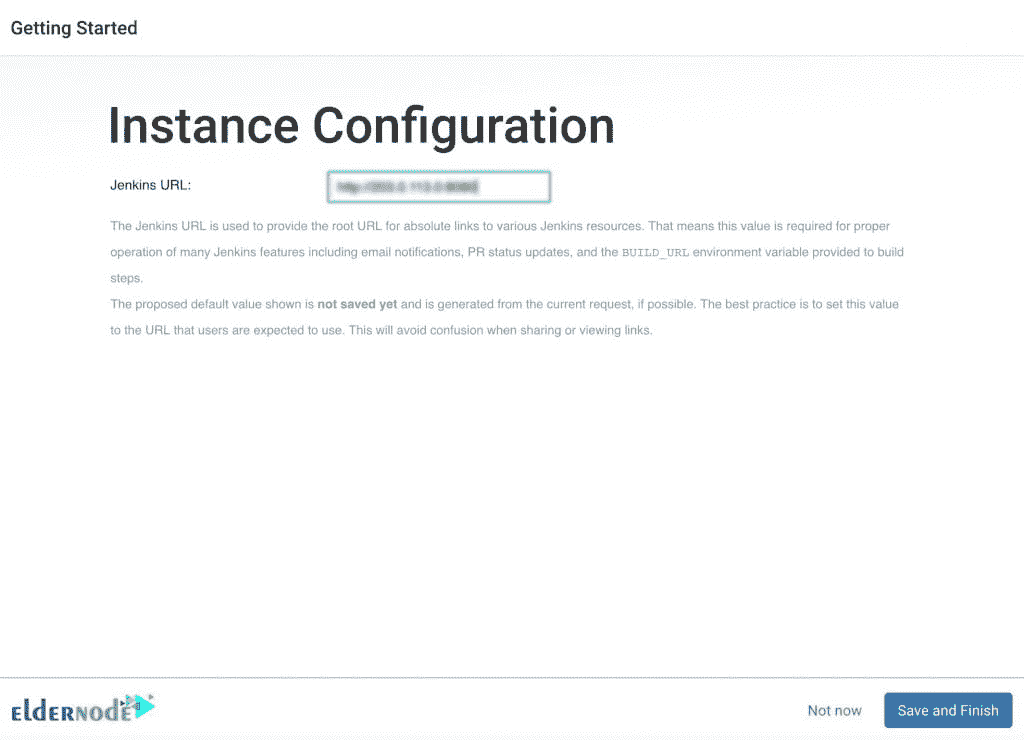 Getting Started
Instance Configuration
Jenkins URL:
The Jenkins URL is used to provide the root URL for absolute links to various Jenkins resources. That means this value is required for proper
operation of many Jenkins features including email notifications, PR status updates, and the BUILD_URL environment variable provided to build
steps.
The proposed default value shown is not saved yet and is generated from the current request, if possible. The best practice is to set this value
to the URL that users are expected to use. This will avoid confusion when sharing or viewing links.
ELDERNODE
Not now
Save and Finish